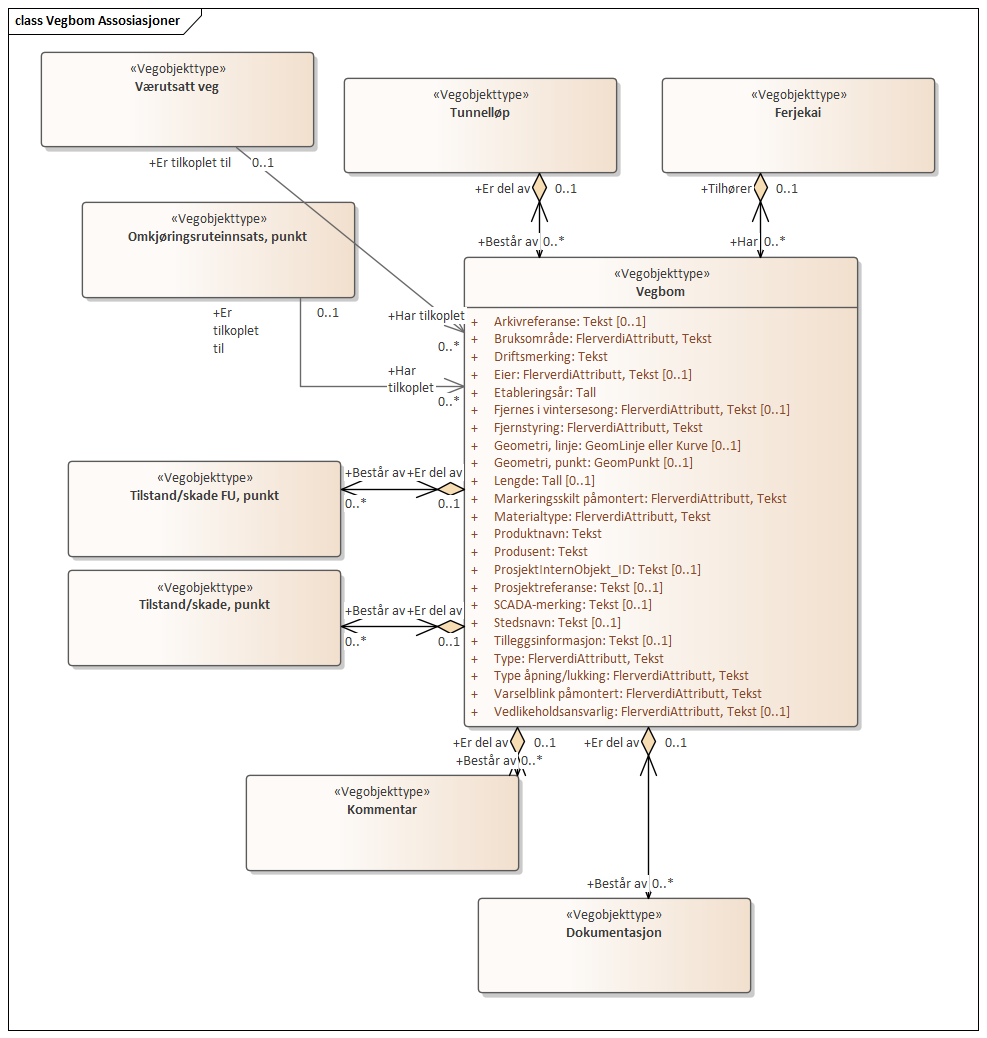 class Vegbom Assosiasjoner
«Vegobjekttype»
Værutsatt veg
+Er tilkoplet til 0..1
«Vegobjekttype»
Tunnelløp
+Er del av 0..1
+Består av 0..*
«Vegobjekttype»
Ferjekai
+Tilhører 0..1
+Har 0..*
«Vegobjekttype»
Omkjøringsruteinnsats, punkt
+Er
tilkoplet
til
0..1
+Har tilkoplet
0..*
+Har
tilkoplet
0..*
«Vegobjekttype»
Vegbom
+ Arkivreferanse: Tekst [0..1]
+ Bruksområde: FlerverdiAttributt, Tekst
+ Driftsmerking: Tekst
+ Eier: FlerverdiAttributt, Tekst [0..1]
+ Etableringsår: Tall
+ Fjernes i vintersesong: FlerverdiAttributt, Tekst [0..1]
+ Fjernstyring: FlerverdiAttributt, Tekst
+ Geometri, linje: GeomLinje eller Kurve [0..1]
+ Geometri, punkt: GeomPunkt [0..1]
+ Lengde: Tall [0..1]
+ Markeringsskilt påmontert: FlerverdiAttributt, Tekst
+ Materialtype: FlerverdiAttributt, Tekst
+ Produktnavn: Tekst
+ Produsent: Tekst
+ ProsjektInternObjekt_ID: Tekst [0..1]
+ Prosjektreferanse: Tekst [0..1]
+ SCADA-merking: Tekst [0..1]
+ Stedsnavn: Tekst [0..1]
+ Tilleggsinformasjon: Tekst [0..1]
+ Type: FlerverdiAttributt, Tekst
+ Type åpning/lukking: FlerverdiAttributt, Tekst
+ Varselblink påmontert: FlerverdiAttributt, Tekst
+ Vedlikeholdsansvarlig: FlerverdiAttributt, Tekst [0..1]
«Vegobjekttype»
Tilstand/skade FU, punkt
+Består av +Er del av
0..* 0..1
«Vegobjekttype»
Tilstand/skade, punkt
+Består av +Er del av
0..* 0..1
+Er del av 0..1
+Består av 0..*
«Vegobjekttype»
Kommentar
+Er del av 0..1
+Består av 0..*
«Vegobjekttype»
Dokumentasjon